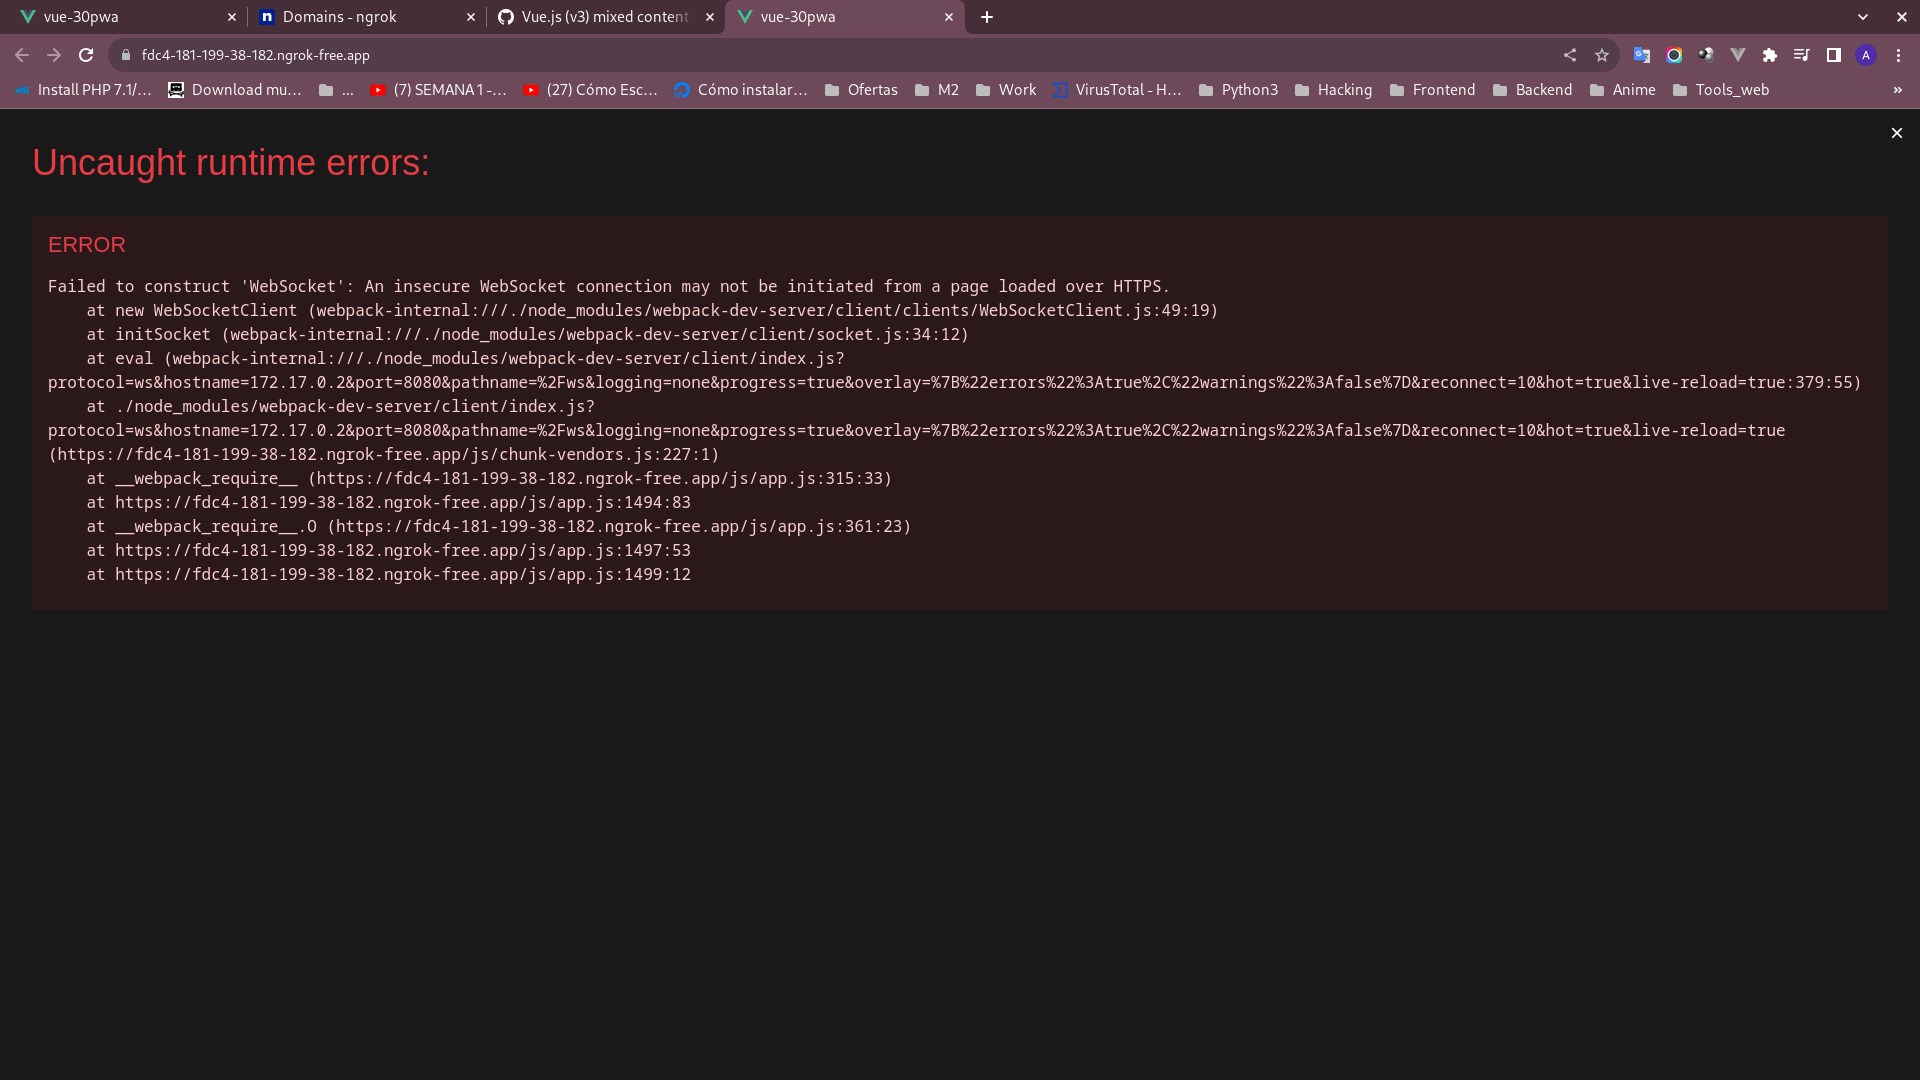 vue-30pwa
Domains - ngrok
Vue.js (v3) mixed content
vue-30pwa
fdc4-181-199-38-182.ngrok-free.app
A
Install PHP 7.1/...
Download mu...
...
(7) SEMANA 1 -...
(27) Cómo Esc...
Cómo instalar...
Ofertas
M2
Work
VirusTotal - H...
Python3
Hacking
Frontend
Backend
Anime
Tools_web
»
Uncaught runtime errors:
ERROR
Failed to construct 'WebSocket': An insecure WebSocket connection may not be initiated from a page loaded over HTTPS.
at new WebSocketClient (webpack-internal:///./node_modules/webpack-dev-server/client/clients/WebSocketClient.js:49:19)
at initSocket (webpack-internal:///./node_modules/webpack-dev-server/client/socket.js:34:12)
at eval (webpack-internal:///./node_modules/webpack-dev-server/client/index.js?
protocol=ws&hostname=172.17.0.2&port=8080&pathname=%2Fws&logging=none&progress=true&overlay=%7B%22errors%22%3Atrue%2C%22warnings%22%3Afalse%7D&reconnect=10&hot=true&live-reload=true:379:55)
at ./node_modules/webpack-dev-server/client/index.js?
protocol=ws&hostname=172.17.0.2&port=8080&pathname=%2Fws&logging=none&progress=true&overlay=%7B%22errors%22%3Atrue%2C%22warnings%22%3Afalse%7D&reconnect=10&hot=true&live-reload=true
(https://fdc4-181-199-38-182.ngrok-free.app/js/chunk-vendors.js:227:1)
at __webpack_require__ (https://fdc4-181-199-38-182.ngrok-free.app/js/app.js:315:33)
at https://fdc4-181-199-38-182.ngrok-free.app/js/app.js:1494:83
at __webpack_require__.O (https://fdc4-181-199-38-182.ngrok-free.app/js/app.js:361:23)
at https://fdc4-181-199-38-182.ngrok-free.app/js/app.js:1497:53
at https://fdc4-181-199-38-182.ngrok-free.app/js/app.js:1499:12